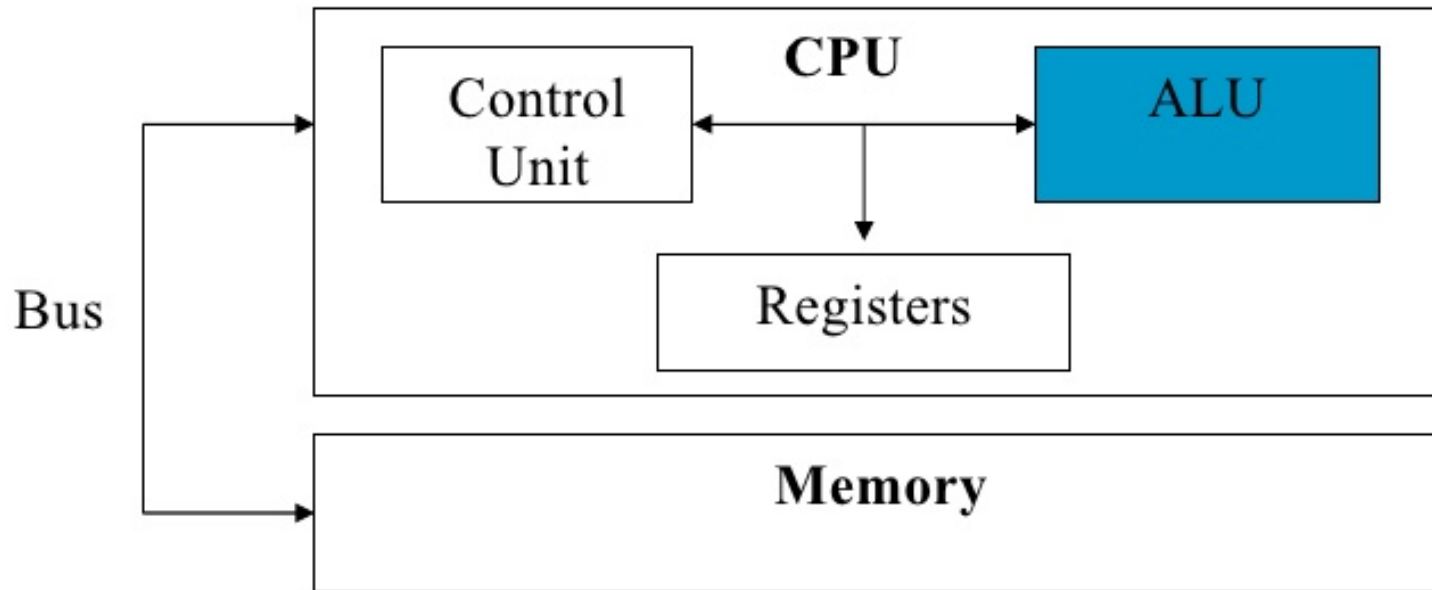 CPU
Control
Unit
ALU
Registers
Bus
Memory